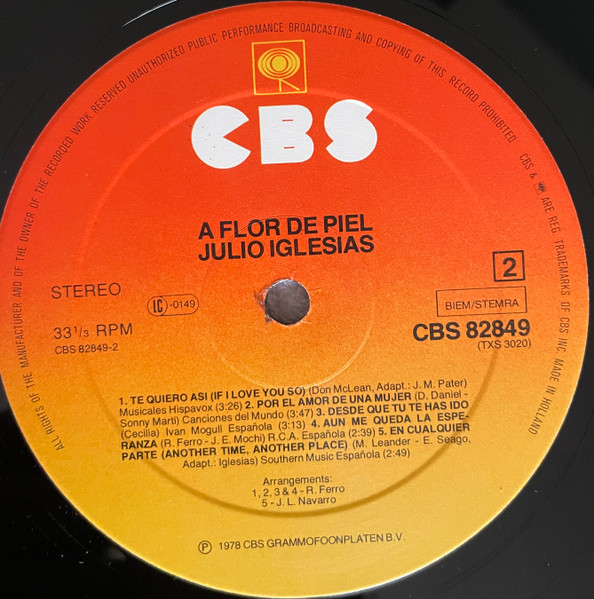 ALL RIGHTS OF THE MANUFACTURER AND OF THE OWNER OF THE RECORDED WORK RESERVED UNAUTHORIZED PUBLIC PERFORMANCE BROADCASTING AND COPYING OF THIS RECORD PROHIBITED
CBS & ARE REG. TRADEMARKS OF CBS INC. MADE IN HOLLAND
CBS
A FLOR DE PIEL
JULIO IGLESIAS
2
STEREO
LC-0149
BIEM/STEMRA
33 1/3 RPM
CBS 82849
CBS 82849-2
(TXS 3020)
1. TE QUIERO ASI (IF I LOVE YOU SO) (Don McLean, Adapt.: J. M. Pater)
Musicales Hispavox (3:26) 2. POR EL AMOR DE UNA MUJER (D. Daniel -
Sonny Marti) Canciones del Mundo (3:47) 3. DESDE QUE TU TE HAS IDO
(Cecilia) Ivan Mogull Española (3:13) 4. AUN ME QUEDA LA ESPE-
RANZA (R. Ferro - J. E. Mochi) R.C.A. Española (2:39) 5. EN CUALQUIER
PARTE (ANOTHER TIME, ANOTHER PLACE) (M. Leander - E. Seago,
Adapt.: Iglesias) Southern Music Española (2:49)
Arrangements:
1, 2, 3 & 4 - R. Ferro
5 - J. L. Navarro
Ⓟ 1978 CBS GRAMMOFOONPLATEN B.V.